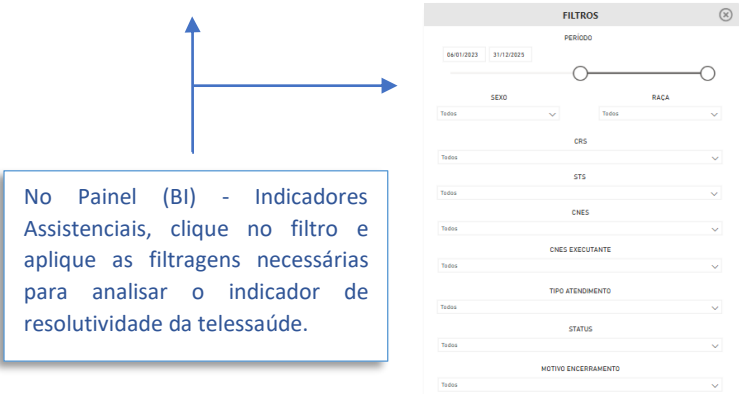 No Painel (BI) - Indicadores
Assistenciais, clique no filtro e
aplique as filtragens necessárias
para analisar o indicador de
resolutividade da telessaúde.
FILTROS
PERÍODO
06/01/2023 31/12/2025
SEXO RAÇA
Todos Todos
CRS
Todos
STS
Todos
CNES
Todos
CNES EXECUTANTE
Todos
TIPO ATENDIMENTO
Todos
STATUS
Todos
MOTIVO ENCERRAMENTO
Todos